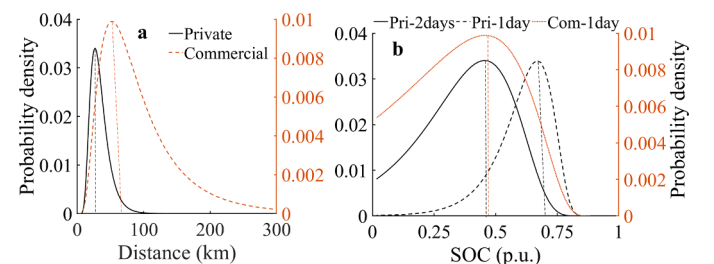 Pri-2days Pri-1day Com-1day
0.04 0.01 0.04 0.01
a Private b
Commercial
0.03 0.008 0.03 0.008
0.006 0.006
0.02 0.02
0.004 0.004
0.01 0.01
0.002 0.002
0 0 0 0
0 100 200 300 0 0.25 0.5 0.75 1
Distance (km) SOC (p.u.)
Probability density
Probability density
Probability density